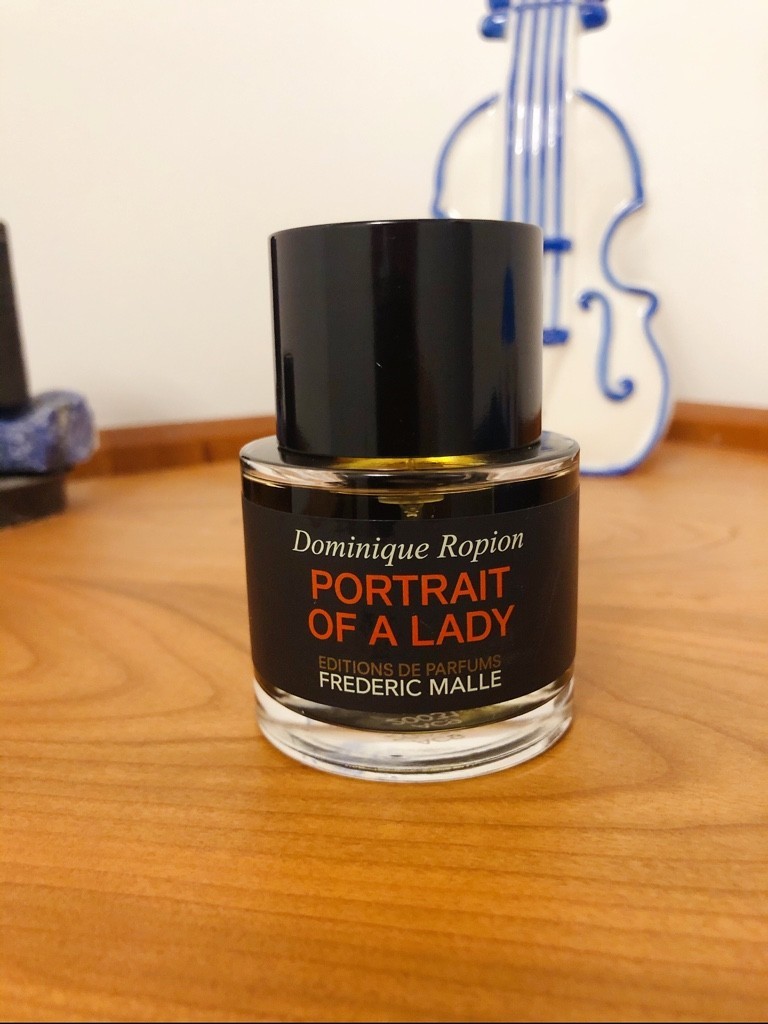 Dominique Ropion
PORTRAIT
OF A LADY
EDITIONS DE PARFUMS
FREDERIC MALLE